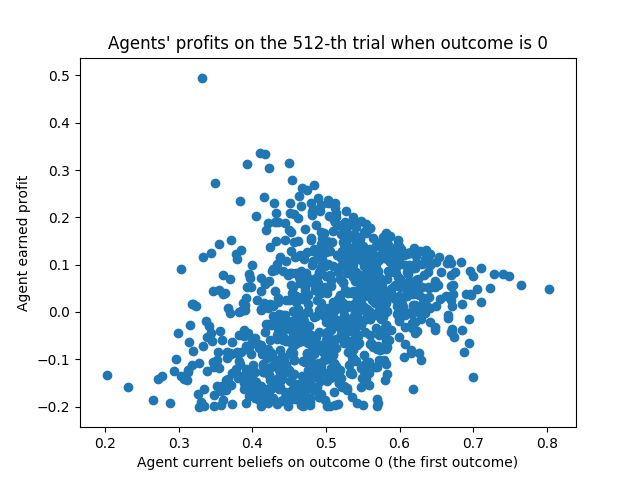 Agents' profits on the 512-th trial when outcome is 0
0.5
0.4
0.3
0.2
0.1
0.0
−0.1
−0.2
Agent earned profit
0.2 0.3 0.4 0.5 0.6 0.7 0.8
Agent current beliefs on outcome 0 (the first outcome)